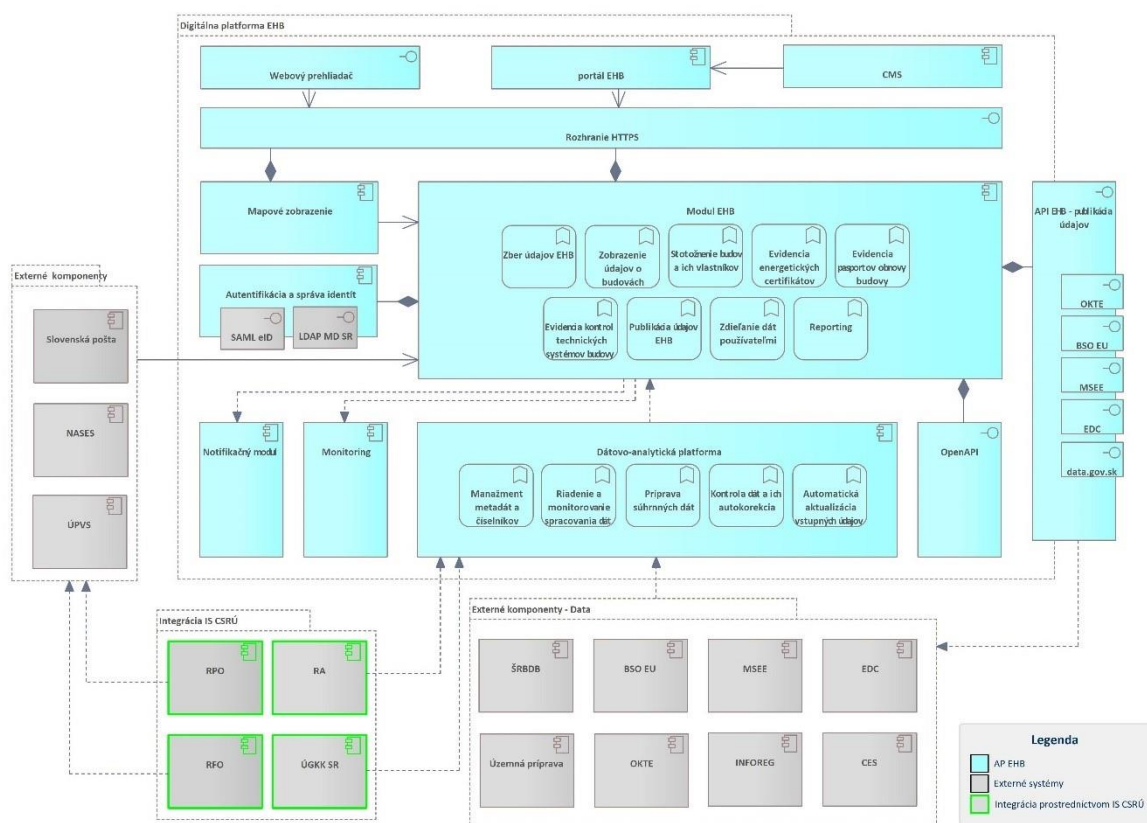 Digitálna platforma EHB
Webový prehliadač
portál EHB
CMS
Rozhranie HTTPS
Mapové zobrazenie
Modul EHB
Zber údajov EHB
Zobrazenie
údajov o
budovách
Stotožnenie budov
a ich vlastníkov
Evidencia
energetických
certifikátov
Evidencia
pasportov obnovy
budovy
Evidencia kontrol
technických
systémov budovy
Publikácia údajov
EHB
Zdieľanie dát
používateľmi
Reporting
API EHB - publikácia
údajov
OKTE
BSO EU
MSEE
EDC
data.gov.sk
Autentifikácia a správa identít
SAML eID
LDAP MD SR
Externé komponenty
Slovenská pošta
NASES
ÚPVS
Notifikačný modul
Monitoring
Dátovo-analytická platforma
Manažment
metadát a
číselníkov
Riadenie a
monitorovanie
spracovania dát
Príprava
súhrnných dát
Kontrola dát a ich
autokorekcia
Automatická
aktualizácia
vstupných údajov
OpenAPI
Integrácia IS CSRÚ
RPO
RA
RFO
ÚGKK SR
Externé komponenty - Data
ŠRBDB
BSO EU
MSEE
EDC
Územná príprava
OKTE
INFOREG
CES
Legenda
AP EHB
Externé systémy
Integrácia prostredníctvom IS CSRÚ